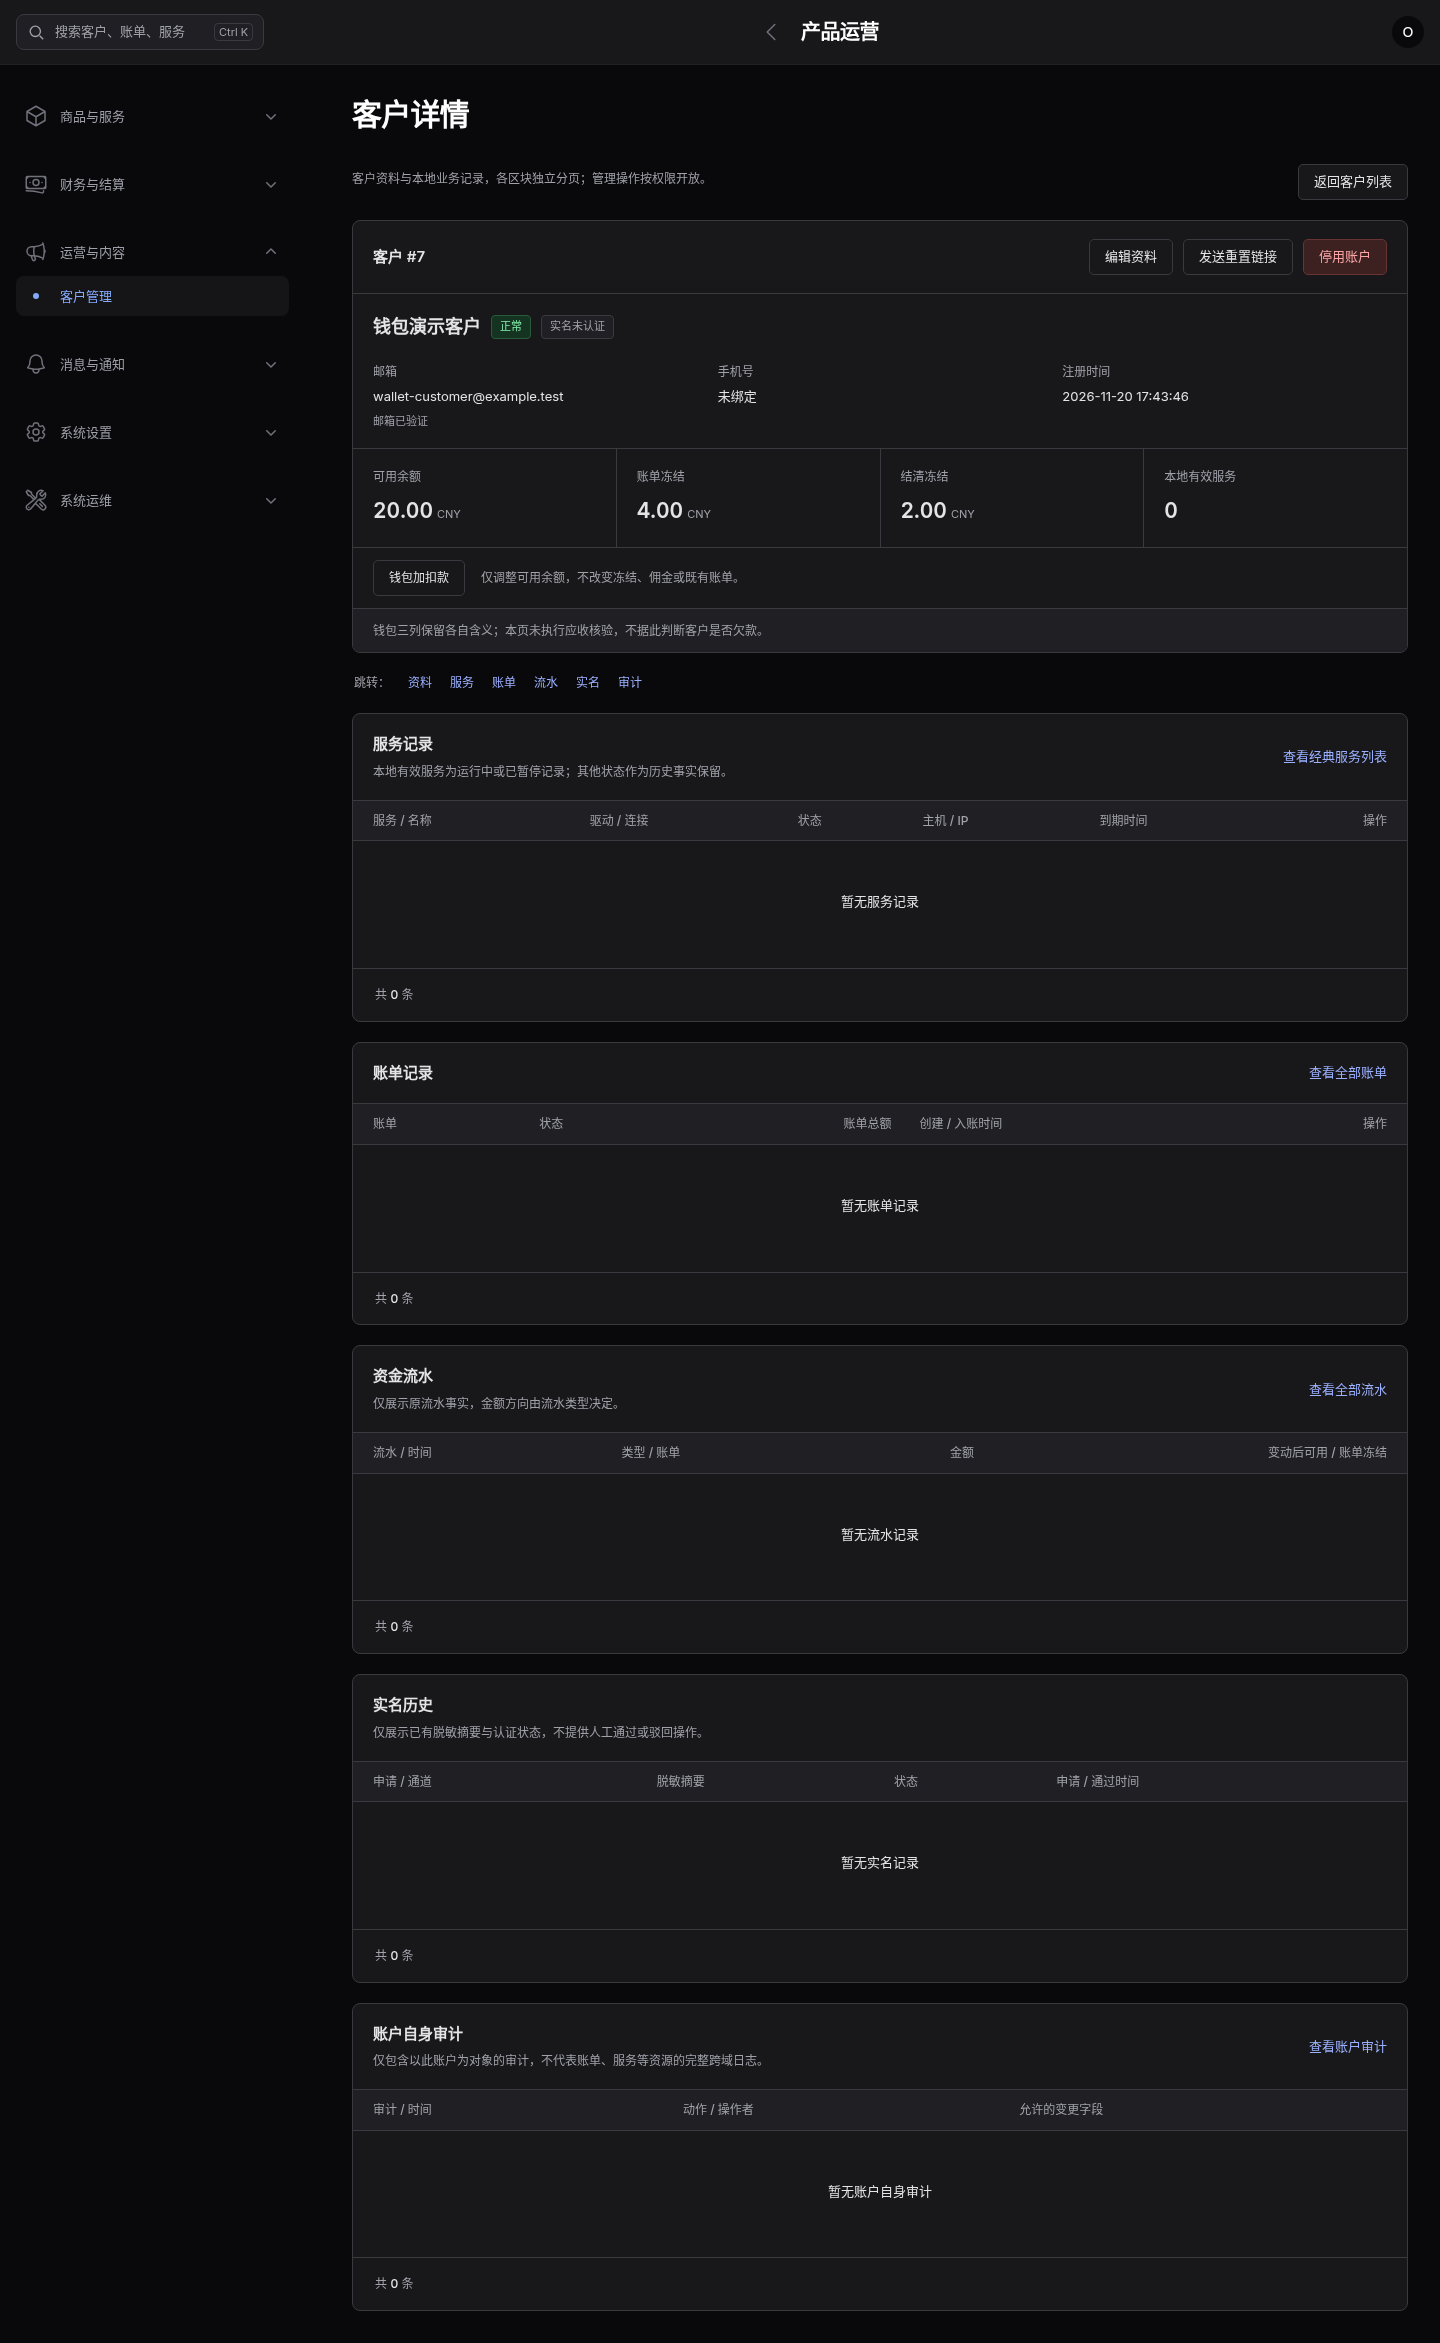 搜索客户、账单、服务 Ctrl K
产品运营
O
商品与服务
财务与结算
运营与内容
客户管理
消息与通知
系统设置
系统运维
客户详情
客户资料与本地业务记录，各区块独立分页；管理操作按权限开放。
返回客户列表
客户 #7
编辑资料 发送重置链接 停用账户
钱包演示客户 正常 实名未认证
邮箱 手机号 注册时间
wallet-customer@example.test 未绑定 2026-11-20 17:43:46
邮箱已验证
可用余额 账单冻结 结清冻结 本地有效服务
20.00 CNY 4.00 CNY 2.00 CNY 0
钱包加扣款 仅调整可用余额，不改变冻结、佣金或既有账单。
钱包三列保留各自含义；本页未执行应收核验，不据此判断客户是否欠款。
跳转： 资料 服务 账单 流水 实名 审计
服务记录
本地有效服务为运行中或已暂停记录；其他状态作为历史事实保留。
查看经典服务列表
服务 / 名称 驱动 / 连接 状态 主机 / IP 到期时间 操作
暂无服务记录
共 0 条
账单记录 查看全部账单
账单 状态 账单总额 创建 / 入账时间 操作
暂无账单记录
共 0 条
资金流水
仅展示原流水事实，金额方向由流水类型决定。
查看全部流水
流水 / 时间 类型 / 账单 金额 变动后可用 / 账单冻结
暂无流水记录
共 0 条
实名历史
仅展示已有脱敏摘要与认证状态，不提供人工通过或驳回操作。
申请 / 通道 脱敏摘要 状态 申请 / 通过时间
暂无实名记录
共 0 条
账户自身审计
仅包含以此账户为对象的审计，不代表账单、服务等资源的完整跨域日志。
查看账户审计
审计 / 时间 动作 / 操作者 允许的变更字段
暂无账户自身审计
共 0 条